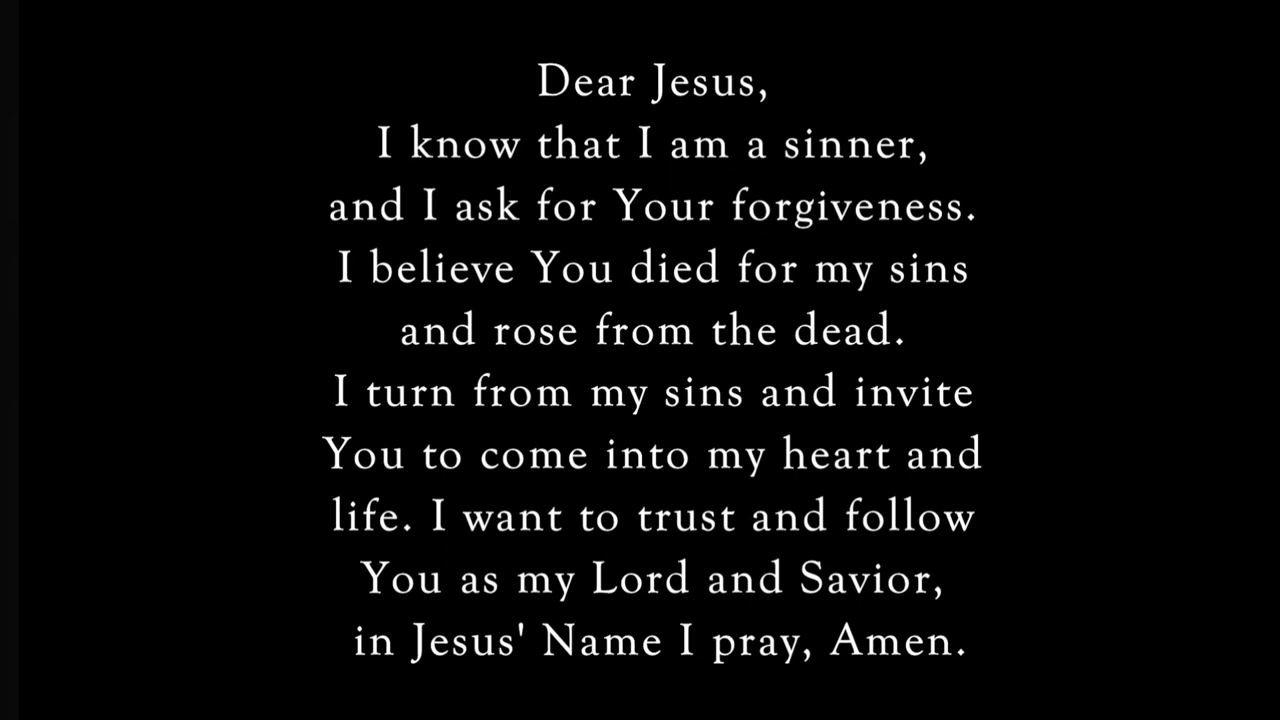 Dear Jesus,
I know that I am a sinner,
and I ask for Your forgiveness.
I believe You died for my sins
and rose from the dead.
I turn from my sins and invite
You to come into my heart and
life. I want to trust and follow
You as my Lord and Savior,
in Jesus' Name I pray, Amen.